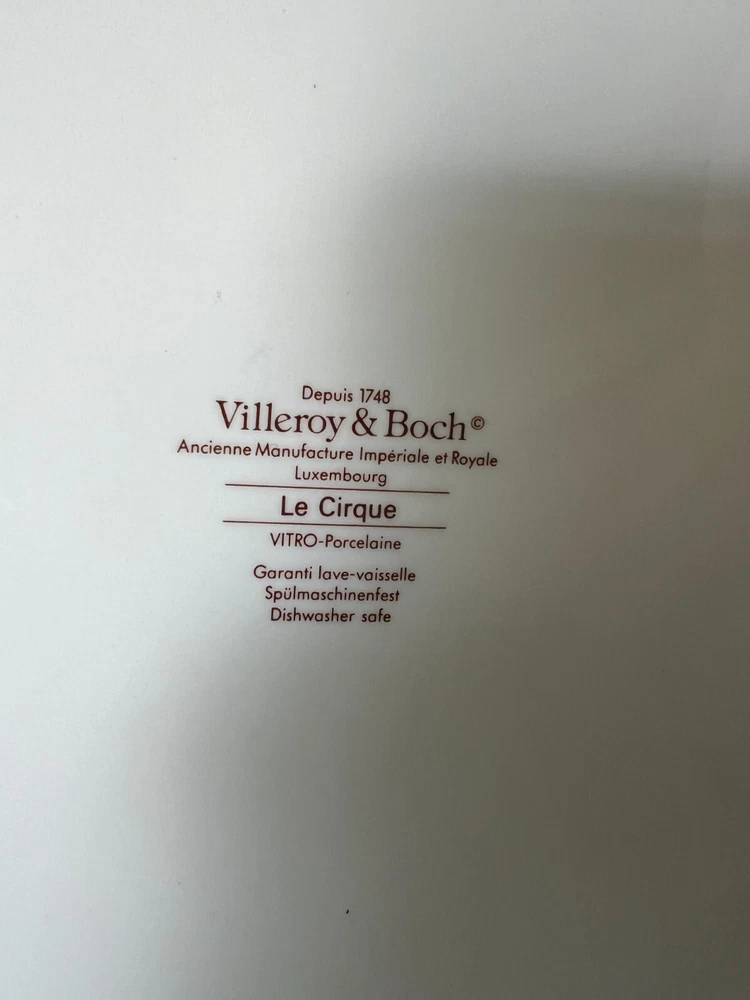 Depuis 1748
Villeroy & Boch©
Ancienne Manufacture Impériale et Royale
Luxembourg
Le Cirque
VITRO-Porcelaine
Garanti lave-vaisselle
Spülmaschinenfest
Dishwasher safe